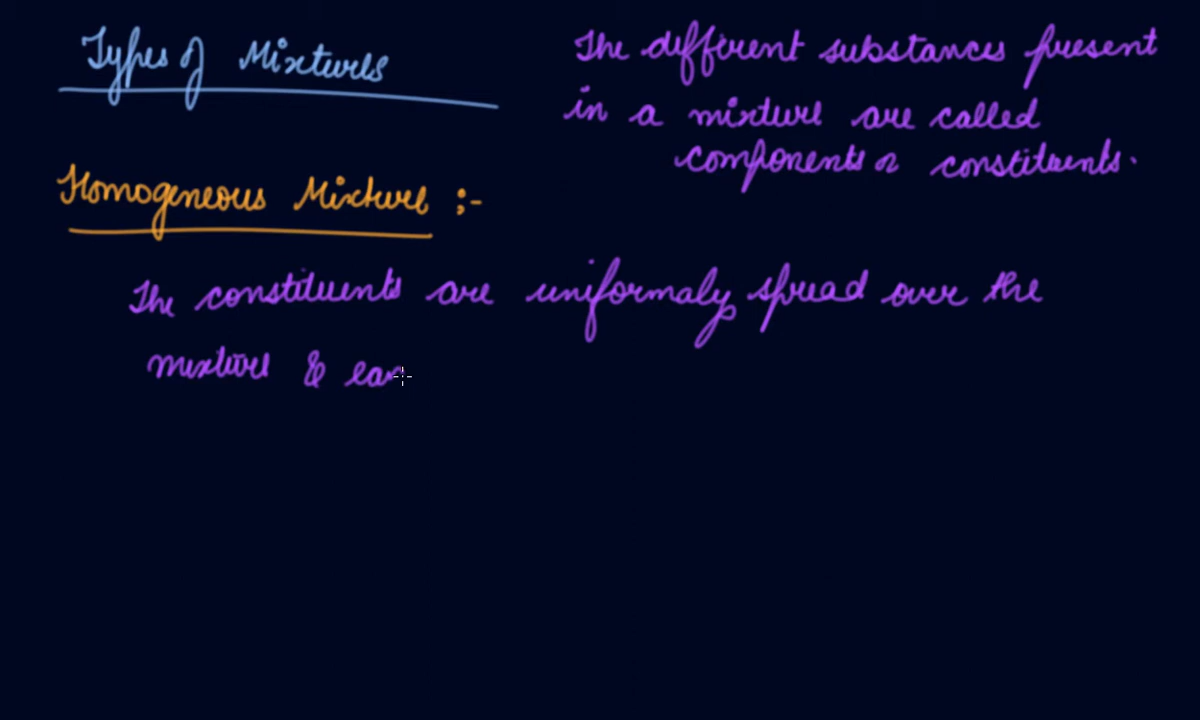 Types of Mixtures
The different substances present
in a mixture are called
components or constituents.
Homogeneous Mixture :-
The constituents are uniformaly spread over the
mixture & eac